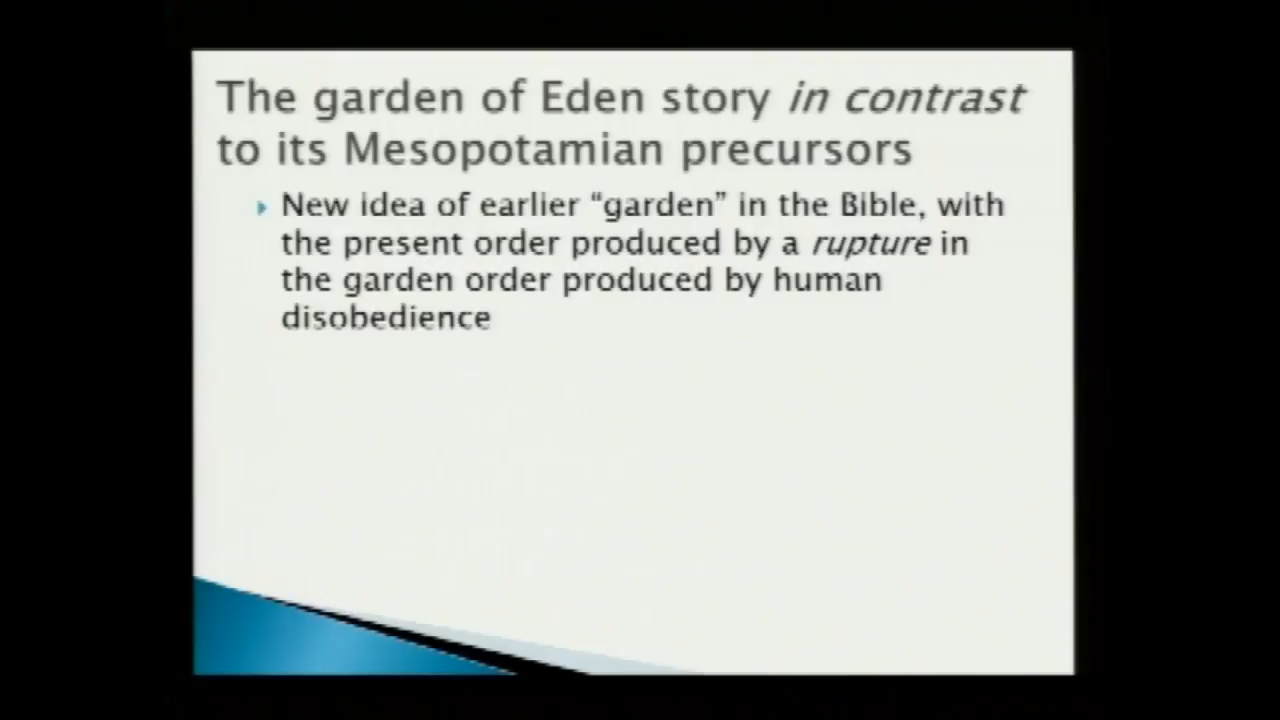 The garden of Eden story in contrast
to its Mesopotamian precursors
New idea of earlier “garden” in the Bible, with
the present order produced by a rupture in
the garden order produced by human
disobedience